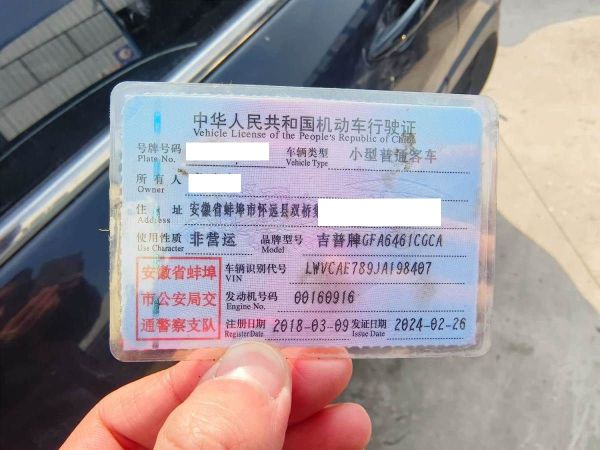 中华人民共和国机动车行驶证
Vehicle License of the People's Republic of China
号牌号码 车辆类型 小型普通客车
Plate No. Vehicle Type
所有人
Owner
住址 安徽省蚌埠市怀远县双桥集
Address
使用性质 非营运 品牌型号 吉普牌GFA6461CGCA
Use Character Model
安徽省蚌埠 车辆识别代号 LWVCAE789JA198407
VIN
市公安局交 发动机号码 00160916
Engine No.
通警察支队 注册日期 2018-03-09 发证日期 2024-02-26
Register Date Issue Date